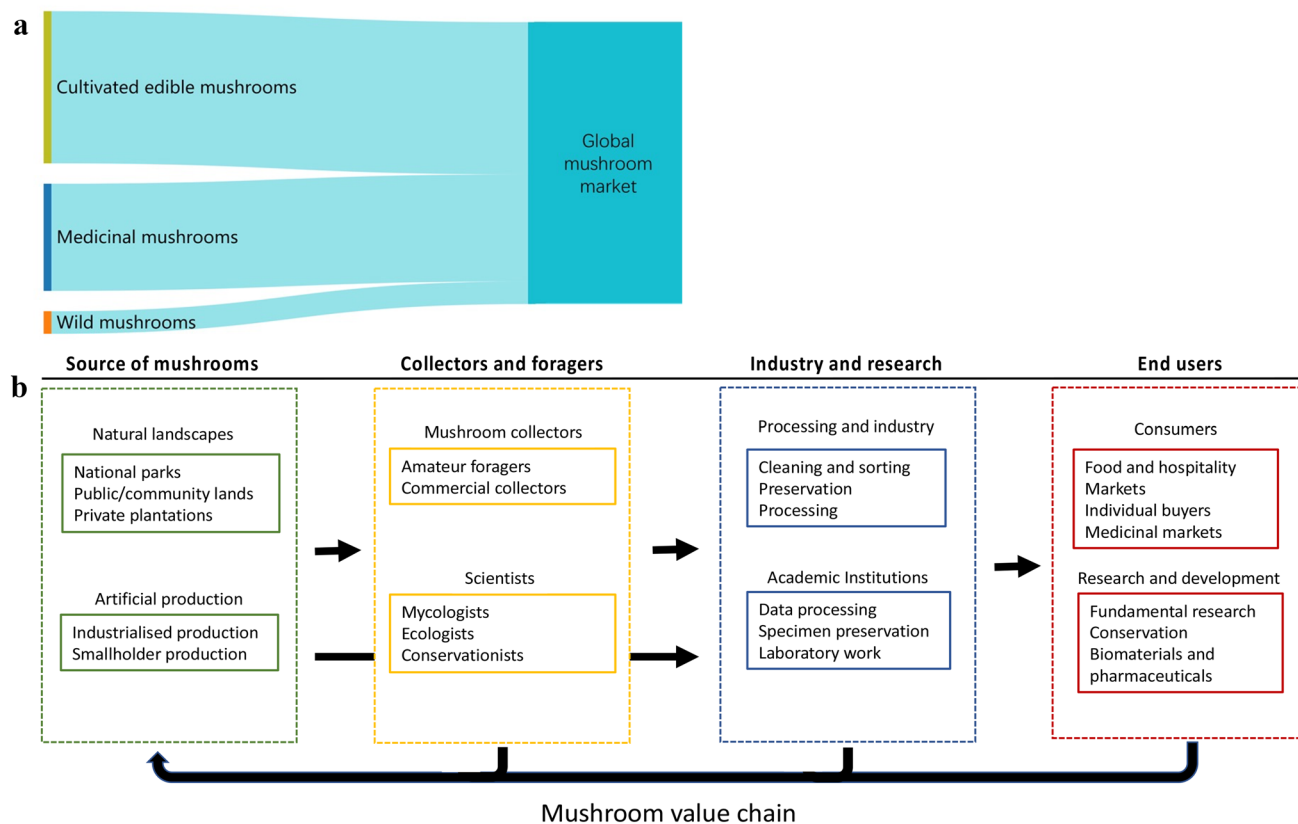 a
Cultivated edible mushrooms
Medicinal mushrooms
Wild mushrooms
Global
mushroom
market
b
Source of mushrooms
Collectors and foragers
Industry and research
End users
Natural landscapes
National parks
Public/community lands
Private plantations
Artificial production
Industrialised production
Smallholder production
Mushroom collectors
Amateur foragers
Commercial collectors
Scientists
Mycologists
Ecologists
Conservationists
Processing and industry
Cleaning and sorting
Preservation
Processing
Academic Institutions
Data processing
Specimen preservation
Laboratory work
Consumers
Food and hospitality
Markets
Individual buyers
Medicinal markets
Research and development
Fundamental research
Conservation
Biomaterials and
pharmaceuticals
Mushroom value chain